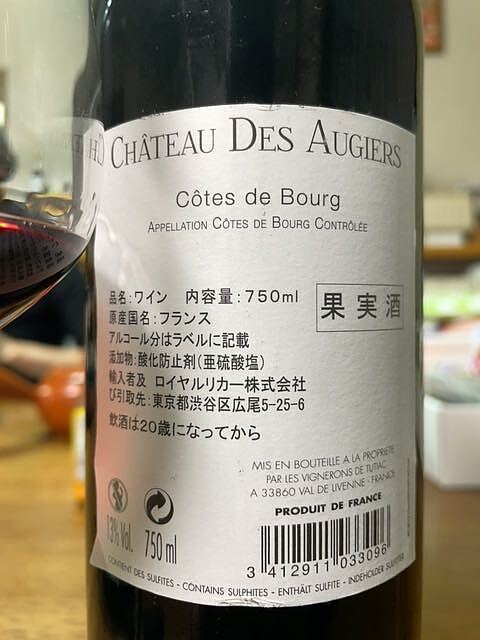 CHÂTEAU DES AUGIERS
Côtes de Bourg
APPELLATION CÔTES DE BOURG CONTRÔLÉE
品名:ワイン 内容量:750ml
原産国名:フランス
アルコール分はラベルに記載
添加物:酸化防止剤(亜硫酸塩)
輸入者及 ロイヤルリカー株式会社
び引取先:東京都渋谷区広尾5-25-6
飲酒は20歳になってから
果実酒
MIS EN BOUTEILLE A LA PROPRIETE
PAR LES VIGNERONS DE TUTIAC
A 33860 VAL DE LIVENNE - FRANCE
PRODUIT DE FRANCE
13% Vol.
750 ml
3 412911 033096
CONTIENT DES SULFITES - CONTAINS SULPHITES - ENTHÄLT SULFITE - INDEHOLDER SULFITTER